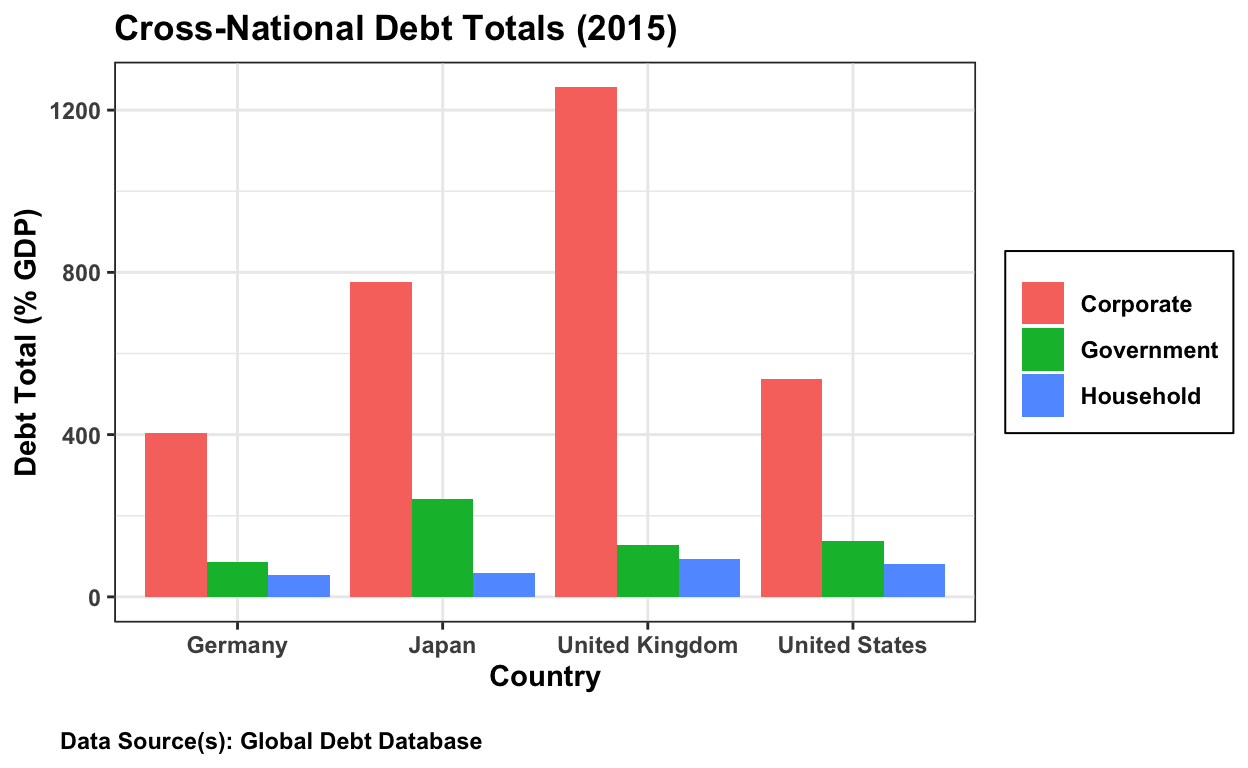 Cross-National Debt Totals (2015)
Debt Total (% GDP)
1200
800
400
0
Germany
Japan
United Kingdom
United States
Country
Corporate
Government
Household
Data Source(s): Global Debt Database